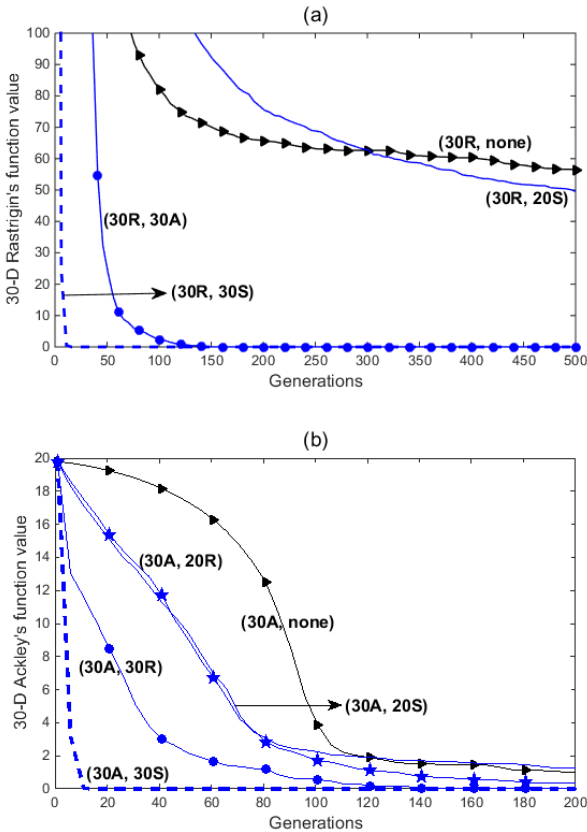 (a)
100
90
80
70
60
50
40
30
20
10
0
30-D Rastrigin's function value
(30R, none)
(30R, 20S)
(30R, 30A)
(30R, 30S)
0 50 100 150 200 250 300 350 400 450 500
Generations
(b)
20
18
16
14
12
10
8
6
4
2
0
30-D Ackley's function value
(30A, 20R)
(30A, none)
(30A, 30R)
(30A, 20S)
(30A, 30S)
0 20 40 60 80 100 120 140 160 180 200
Generations